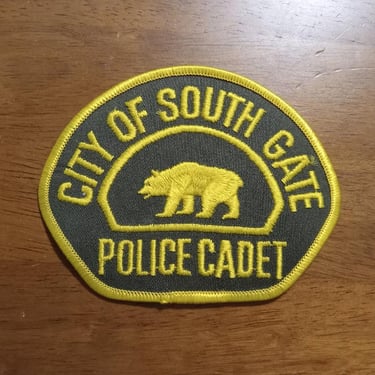 CITY OF SOUTH GATE
POLICE CADET